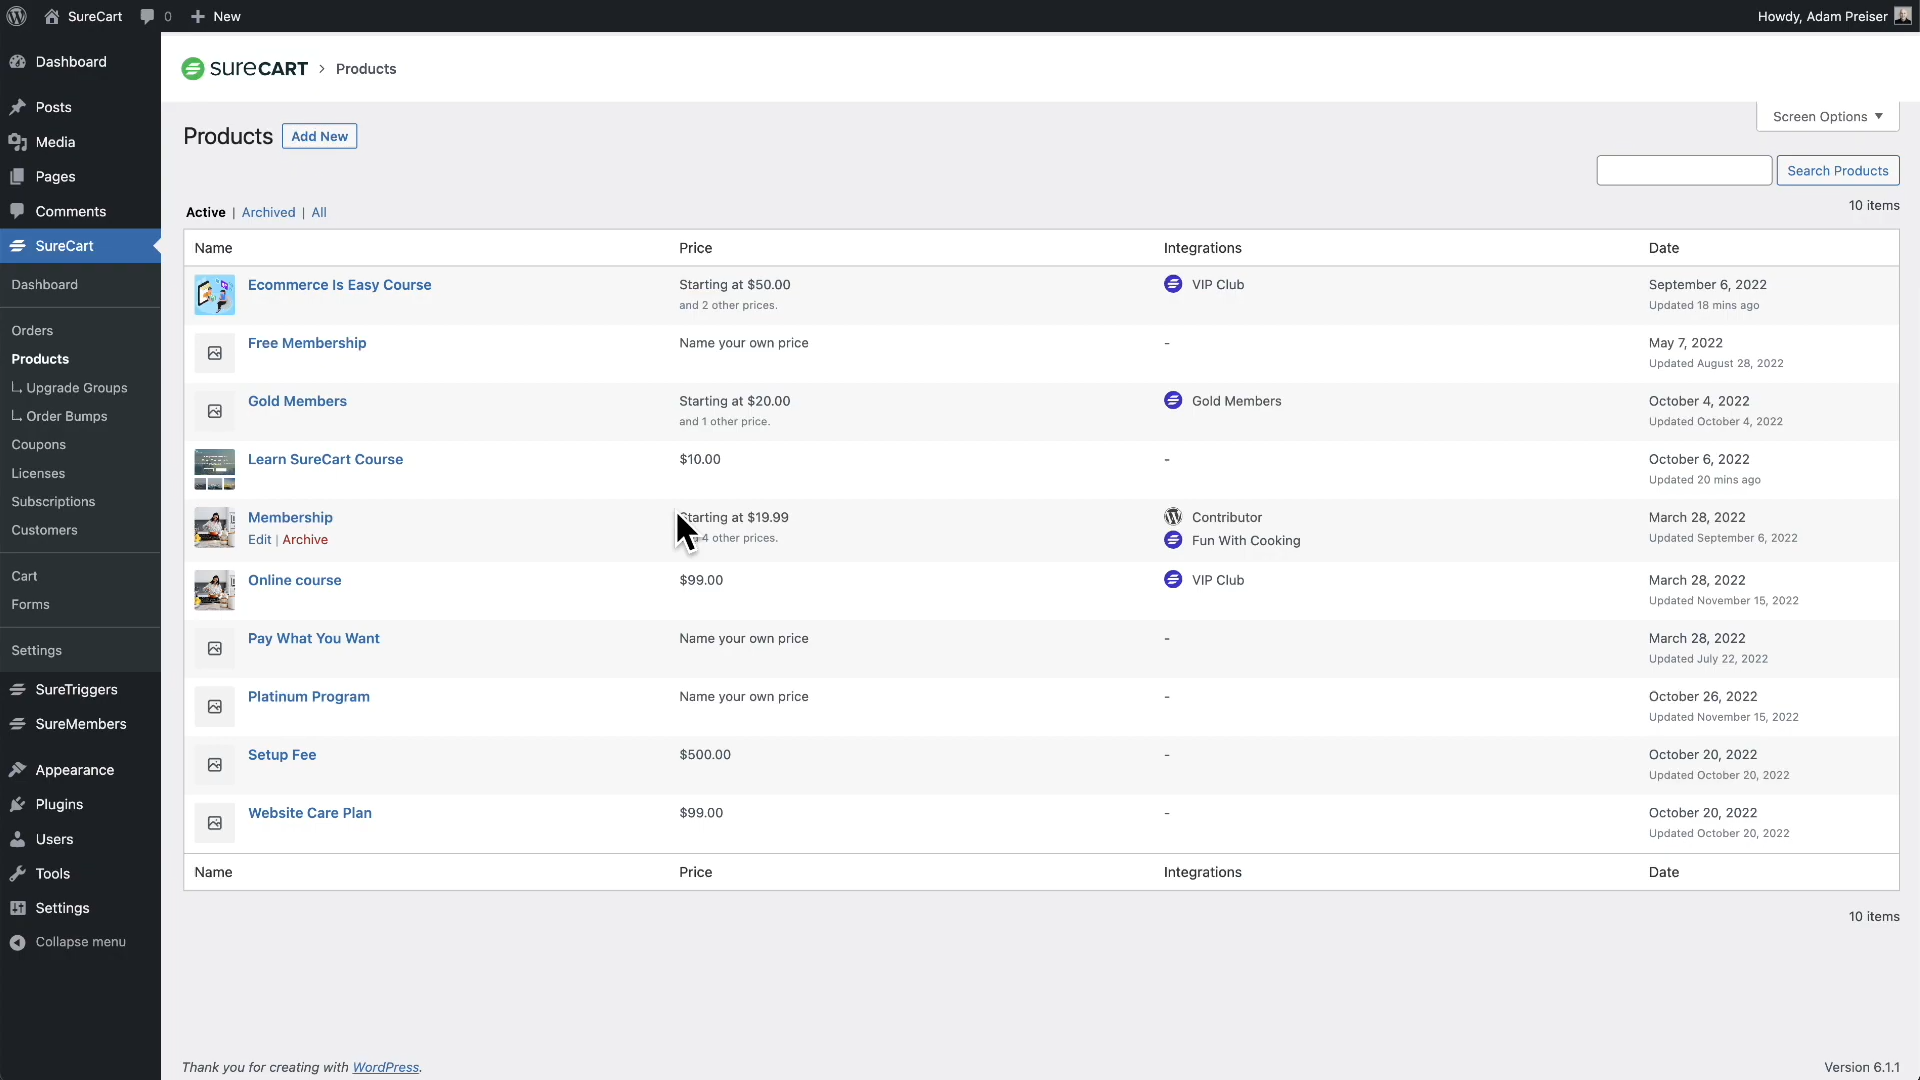 SureCart
0
New
Howdy, Adam Preiser
Dashboard
Posts
Media
Pages
Comments
SureCart
Dashboard
Orders
Products
Upgrade Groups
Order Bumps
Coupons
Licenses
Subscriptions
Customers
Cart
Forms
Settings
SureTriggers
SureMembers
Appearance
Plugins
Users
Tools
Settings
Collapse menu
SURECART > Products
Screen Options ▼
Products Add New
Search Products
Active | Archived | All
10 items
Name Price Integrations Date
Ecommerce Is Easy Course Starting at $50.00 VIP Club September 6, 2022
and 2 other prices. Updated 18 mins ago
Free Membership Name your own price - May 7, 2022
Updated August 28, 2022
Gold Members Starting at $20.00 Gold Members October 4, 2022
and 1 other price. Updated October 4, 2022
Learn SureCart Course $10.00 - October 6, 2022
Updated 20 mins ago
Membership Starting at $19.99 Contributor March 28, 2022
Edit | Archive 4 other prices. Fun With Cooking Updated September 6, 2022
Online course $99.00 VIP Club March 28, 2022
Updated November 15, 2022
Pay What You Want Name your own price - March 28, 2022
Updated July 22, 2022
Platinum Program Name your own price - October 26, 2022
Updated November 15, 2022
Setup Fee $500.00 - October 20, 2022
Updated October 20, 2022
Website Care Plan $99.00 - October 20, 2022
Updated October 20, 2022
Name Price Integrations Date
10 items
Thank you for creating with WordPress.
Version 6.1.1